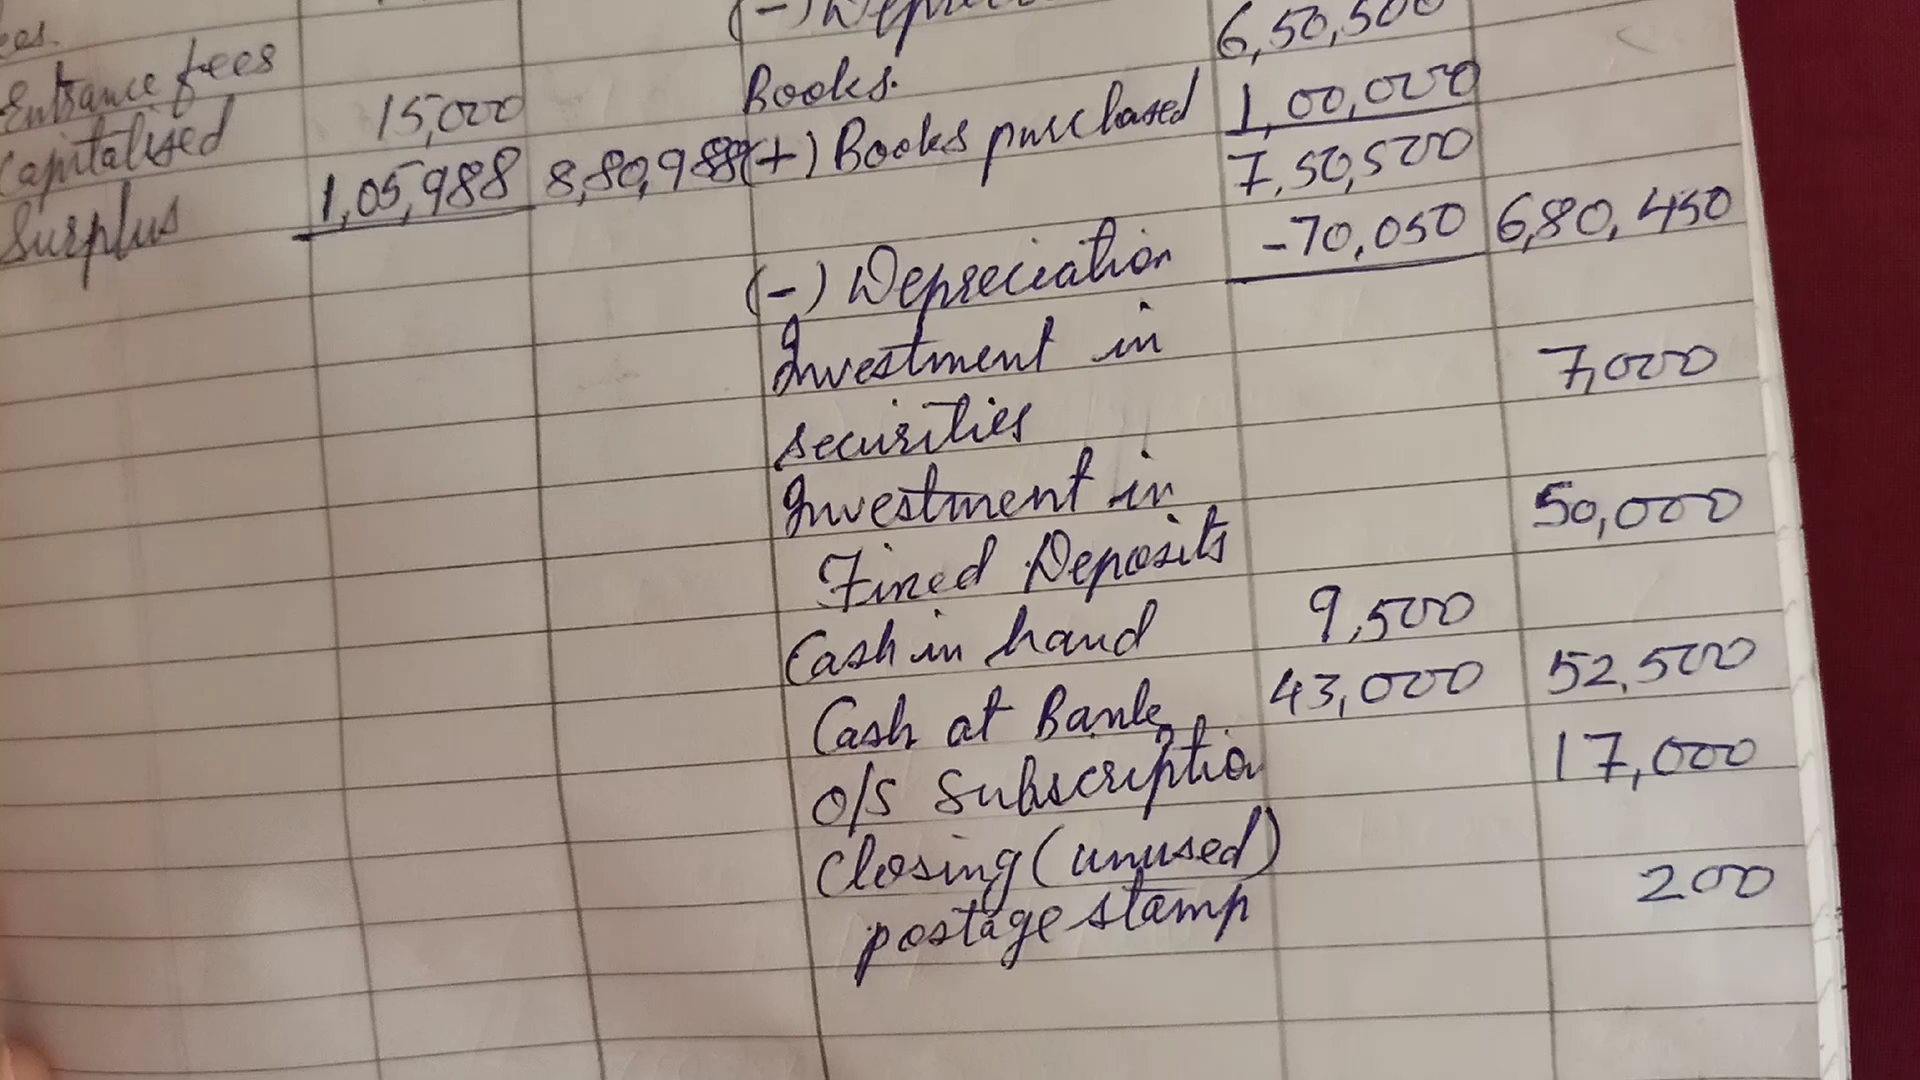 (-) Depreci
6,50,500
Entrance fees
Capitalised 15,000
Surplus 1,05,988 8,80,988
Books.
(+) Books purchased 1,00,000
7,50,500
(-) Depreciation -70,050 6,80,450
Investment in
securities 7,000
Investment in
Fixed Deposits 50,000
Cash in hand 9,500
Cash at Bank 43,000 52,500
O/S Subscription 17,000
Closing (unused)
postage stamp 200